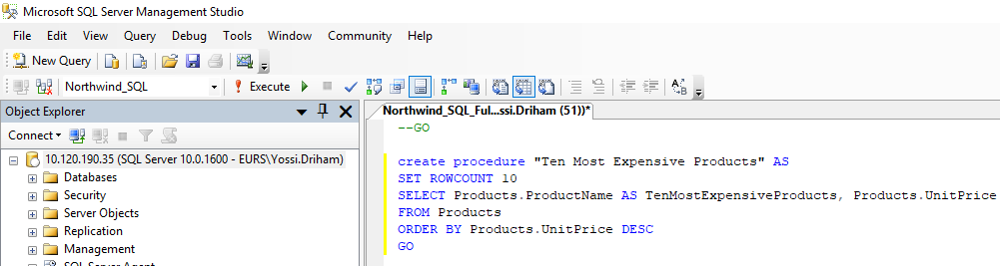 Microsoft SQL Server Management Studio
File Edit View Query Debug Tools Window Community Help
New Query
Northwind_SQL Execute
Object Explorer
Connect
10.120.190.35 (SQL Server 10.0.1600 - EURS\Yossi.Driham)
Databases
Security
Server Objects
Replication
Management
SQL Server Agent
Northwind_SQL_Ful...ssi.Driham (51))*
--GO
create procedure "Ten Most Expensive Products" AS
SET ROWCOUNT 10
SELECT Products.ProductName AS TenMostExpensiveProducts, Products.UnitPrice
FROM Products
ORDER BY Products.UnitPrice DESC
GO